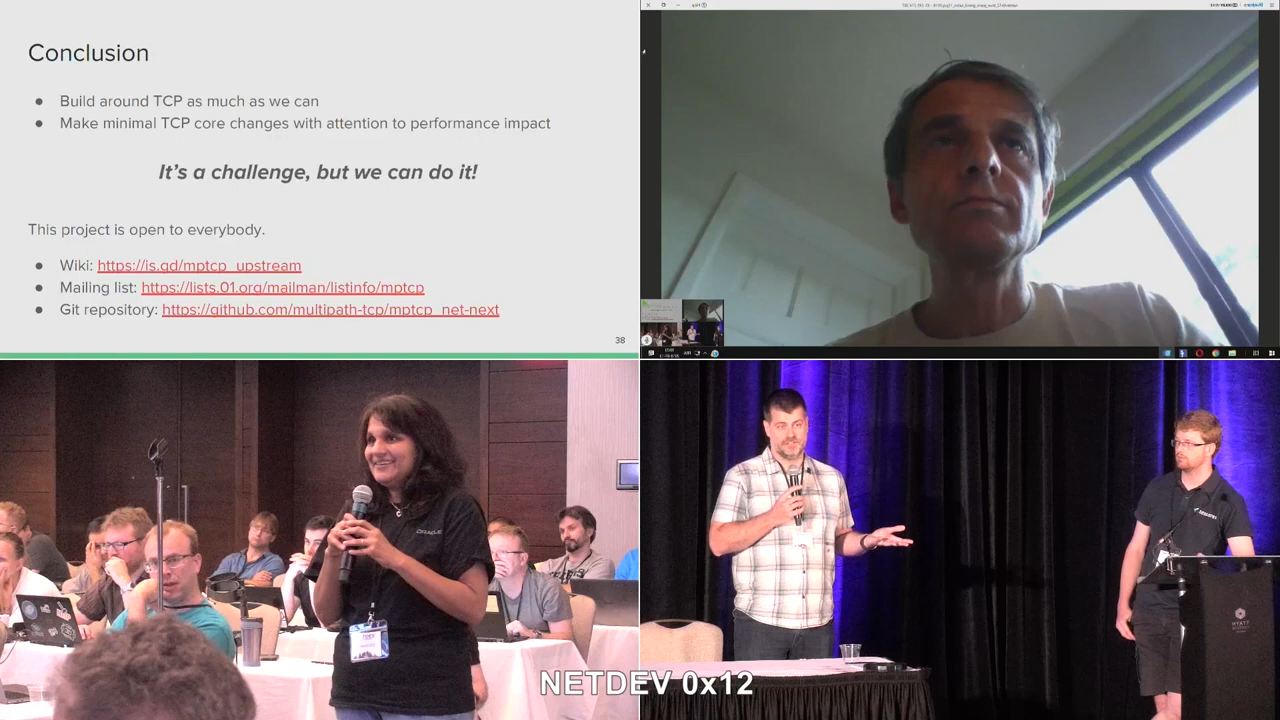 Conclusion
● Build around TCP as much as we can
● Make minimal TCP core changes with attention to performance impact
It's a challenge, but we can do it!
This project is open to everybody.
● Wiki: https://is.gd/mptcp_upstream
● Mailing list: https://lists.01.org/mailman/listinfo/mptcp
● Git repository: https://github.com/multipath-tcp/mptcp_net-next
38
ORACLE
HYATT
NETDEV 0x12